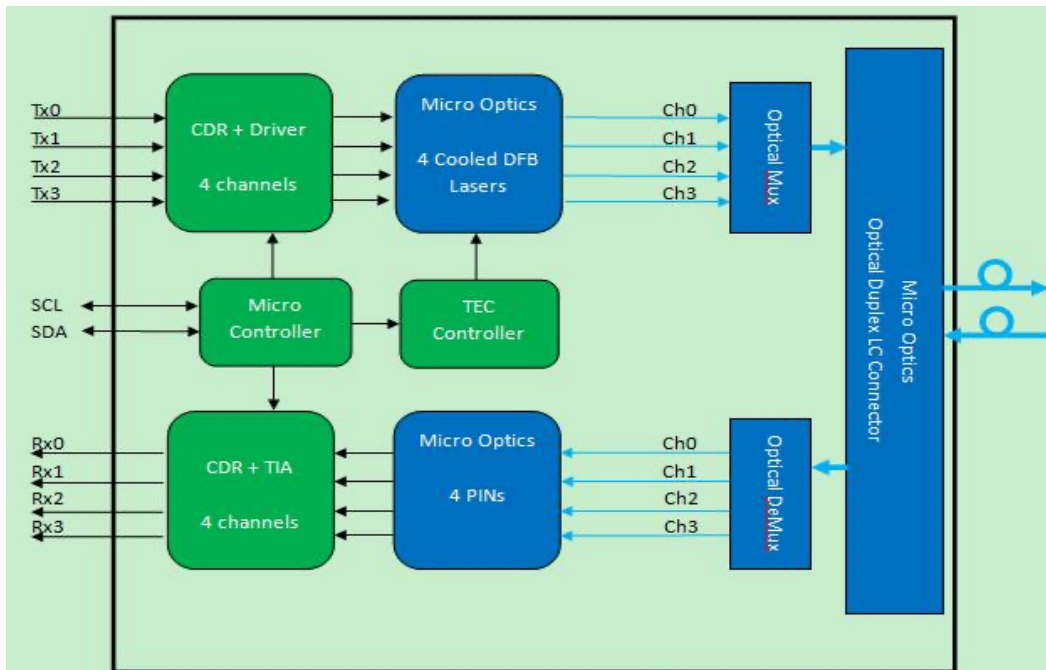 Tx0
Tx1
Tx2
Tx3
CDR + Driver
4 channels
Micro Optics
4 Cooled DFB
Lasers
Ch0
Ch1
Ch2
Ch3
Optical Mux
SCL
SDA
Micro
Controller
TEC
Controller
Micro Optics
Optical Duplex LC Connector
Rx0
Rx1
Rx2
Rx3
CDR + TIA
4 channels
Micro Optics
4 PINs
Ch0
Ch1
Ch2
Ch3
Optical DeMux